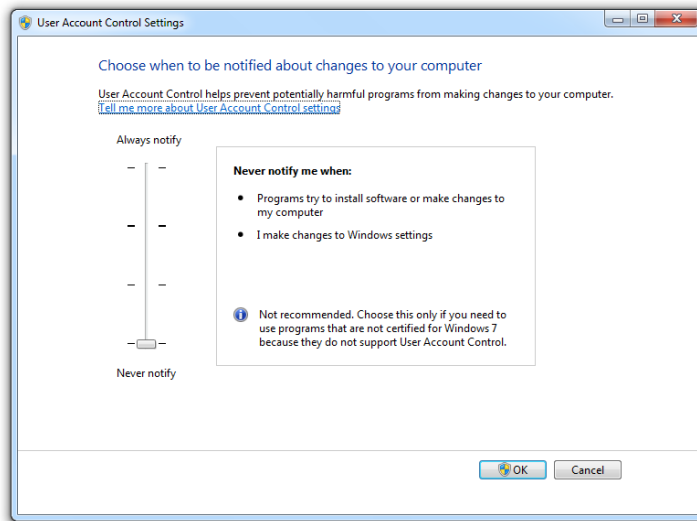 User Account Control Settings
Choose when to be notified about changes to your computer
User Account Control helps prevent potentially harmful programs from making changes to your computer.
Tell me more about User Account Control settings
Always notify
Never notify me when:
• Programs try to install software or make changes to
my computer
• I make changes to Windows settings
Not recommended. Choose this only if you need to
use programs that are not certified for Windows 7
because they do not support User Account Control.
Never notify
OK
Cancel